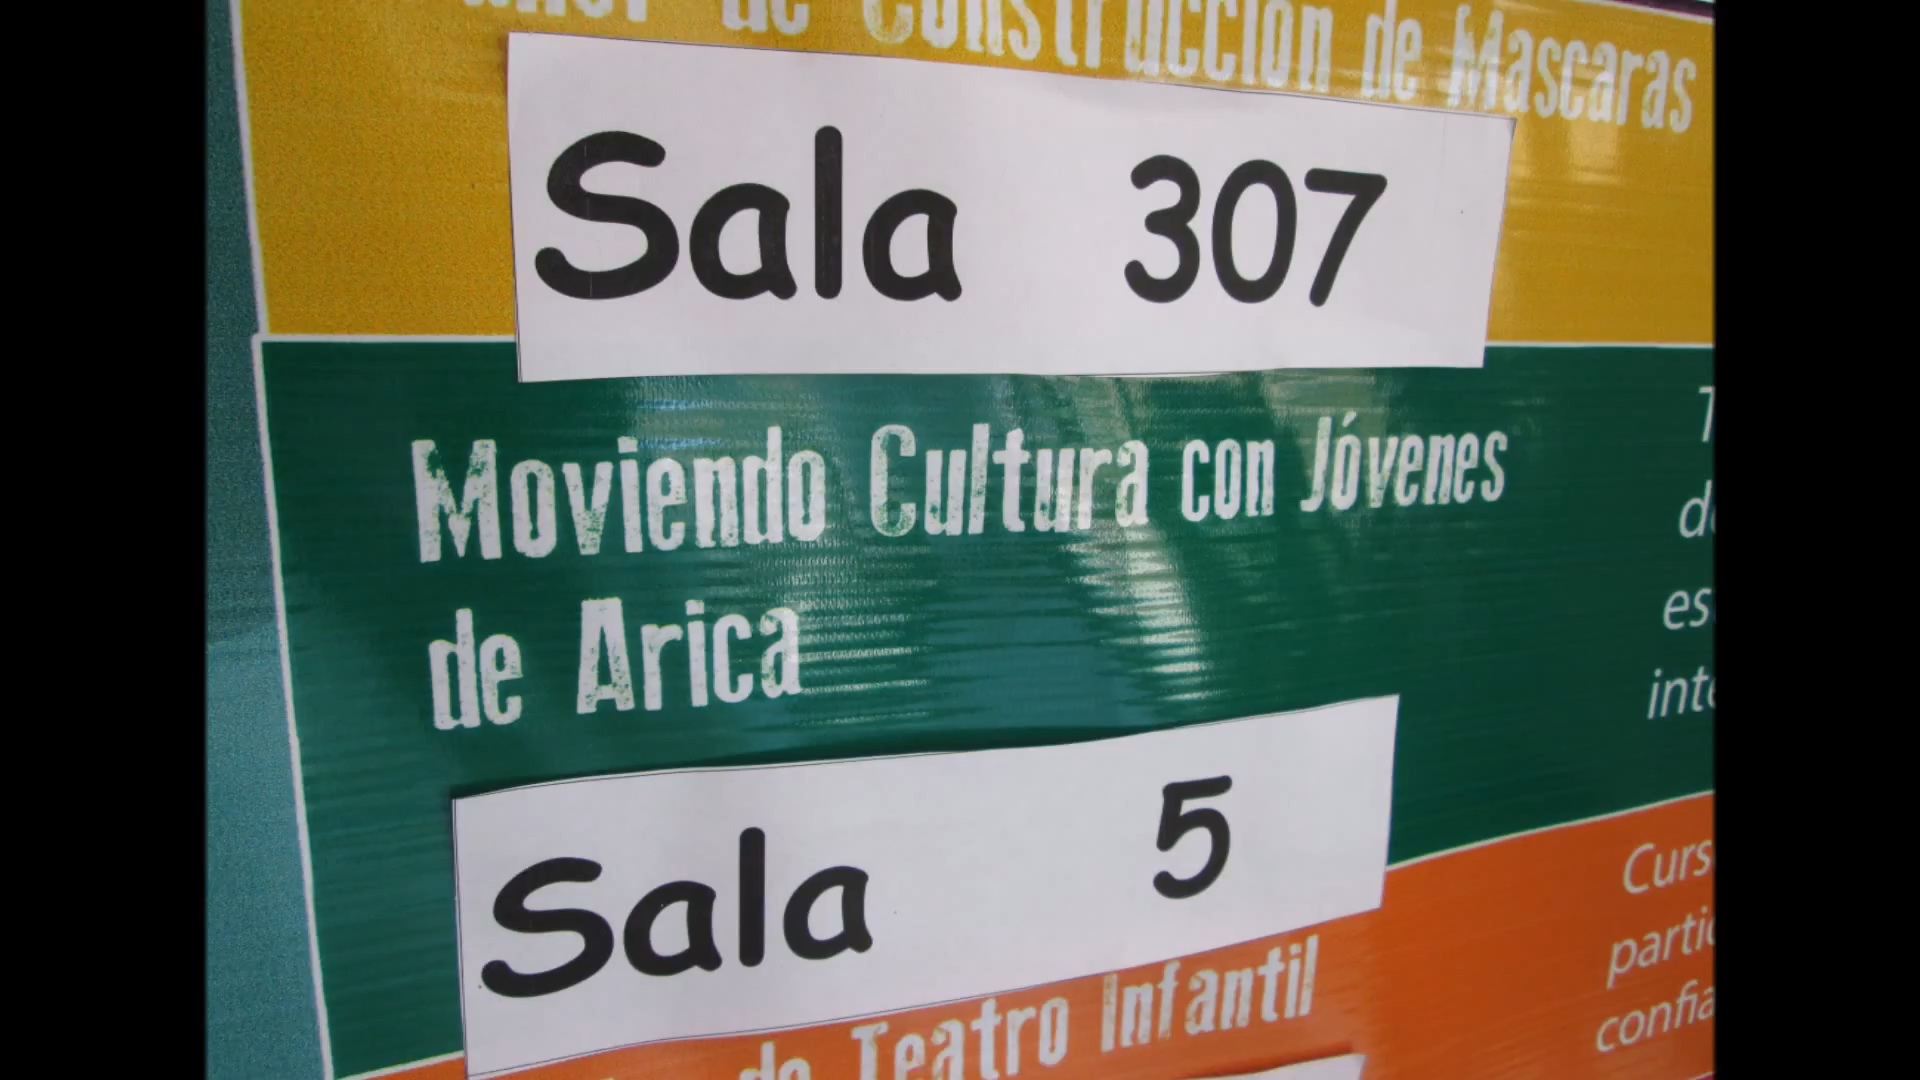 de Construcción de Mascaras
Sala 307
Moviendo Cultura con Jóvenes
de Arica
Sala 5
de Teatro Infantil